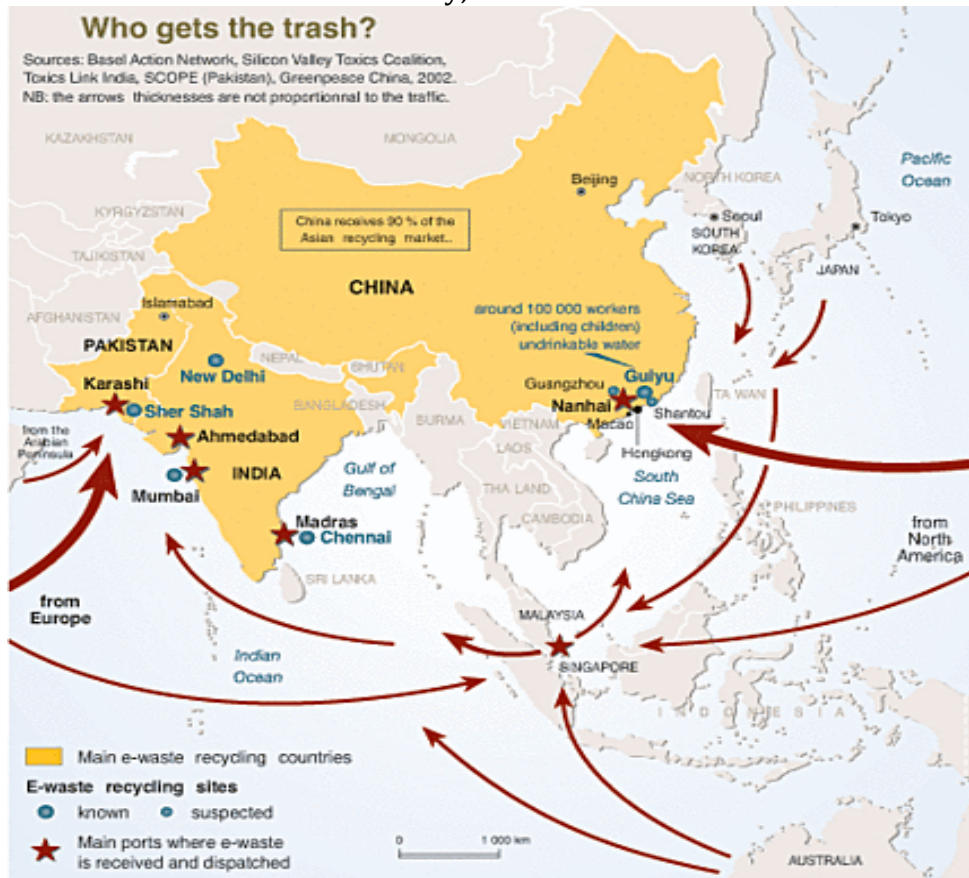 Who gets the trash?
Sources: Basel Action Network, Silicon Valley Toxics Coalition,
Toxics Link India, SCOPE (Pakistan), Greenpeace China, 2002.
NB: the arrows thicknesses are not proportionnal to the traffic.
KAZAKHSTAN
MONGOLIA
Pacific
Ocean
Beijing
NORTH KOREA
KYRGYZSTAN
China receives 90 % of the
Asian recycling market..
Seoul
SOUTH
KOREA
Tokyo
TAJIKISTAN
JAPAN
CHINA
Islamabad
AFGHANISTAN
around 100 000 workers
(including children)
undrinkable water
PAKISTAN
NEPAL
BHUTAN
New Delhi
Karashi
Guiyu
Guangzhou
TA WAN
Sher Shah
BANGLADESH
Nanhai
Shantou
Macao
from the
Arabian
Peninsula
Ahmedabad
BURMA
VIETNAM
LAOS
Hongkong
INDIA
Gulf of
Bengal
South
China Sea
Mumbai
THA LAND
PHILIPPINES
Madras
Chennai
CAMBODIA
from
North
America
SRI LANKA
from
Europe
MALAYSIA
SINGAPORE
Indian
Ocean
INDONESIA
Main e-waste recycling countries
E-waste recycling sites
known
suspected
Main ports where e-waste
is received and dispatched
0
1 000 km
AUSTRALIA